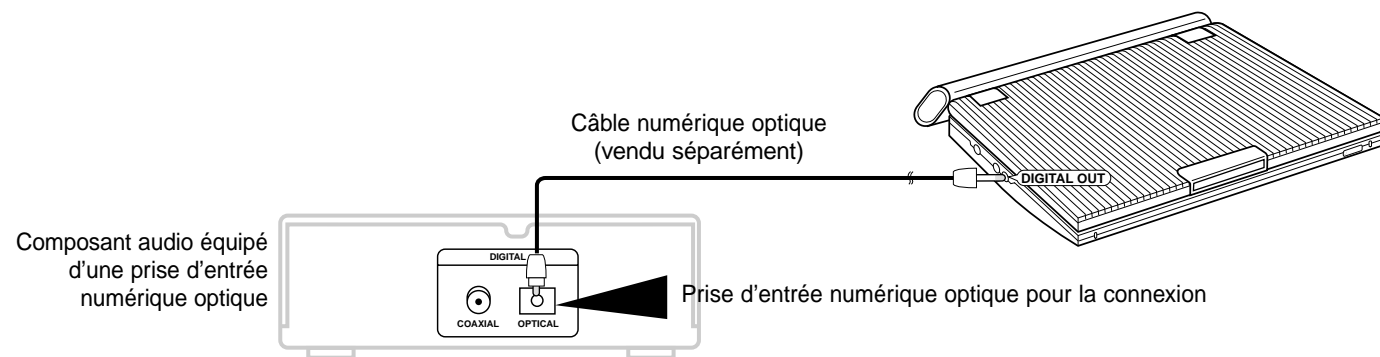 Câble numérique optique
(vendu séparément)
DIGITAL OUT
Composant audio équipé
d'une prise d'entrée
numérique optique
DIGITAL
COAXIAL
OPTICAL
Prise d'entrée numérique optique pour la connexion